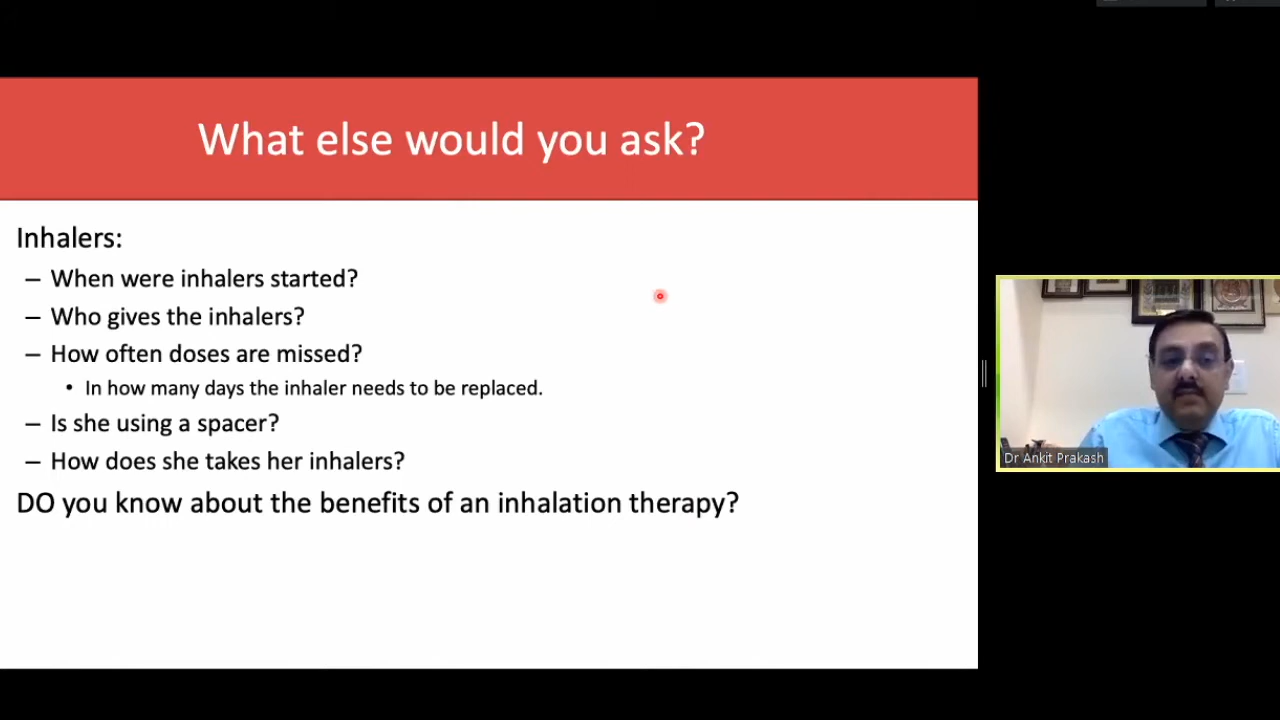 What else would you ask?
Inhalers:
– When were inhalers started?
– Who gives the inhalers?
– How often doses are missed?
• In how many days the inhaler needs to be replaced.
– Is she using a spacer?
– How does she takes her inhalers?
DO you know about the benefits of an inhalation therapy?
Dr Ankit Prakash